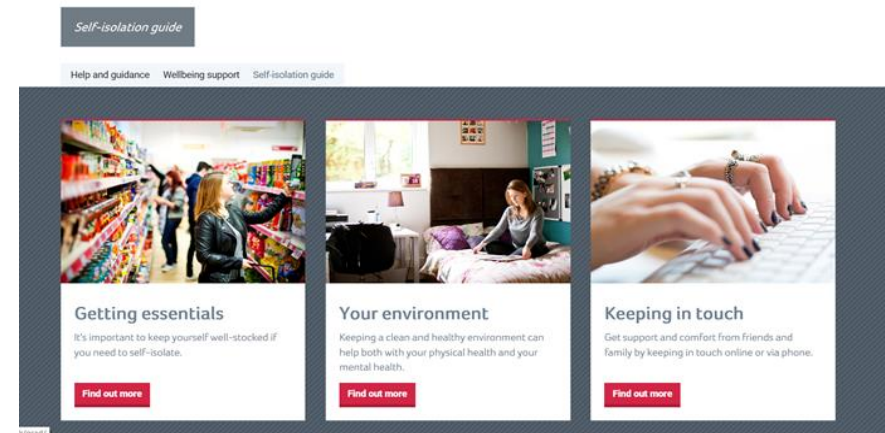 Self-isolation guide
Help and guidance Wellbeing support Self-isolation guide
Getting essentials
It's important to keep yourself well-stocked if
you need to self-isolate.
Find out more
Your environment
Keeping a clean and healthy environment can
help both with your physical health and your
mental health.
Find out more
Keeping in touch
Get support and comfort from friends and
family by keeping in touch online or via phone.
Find out more